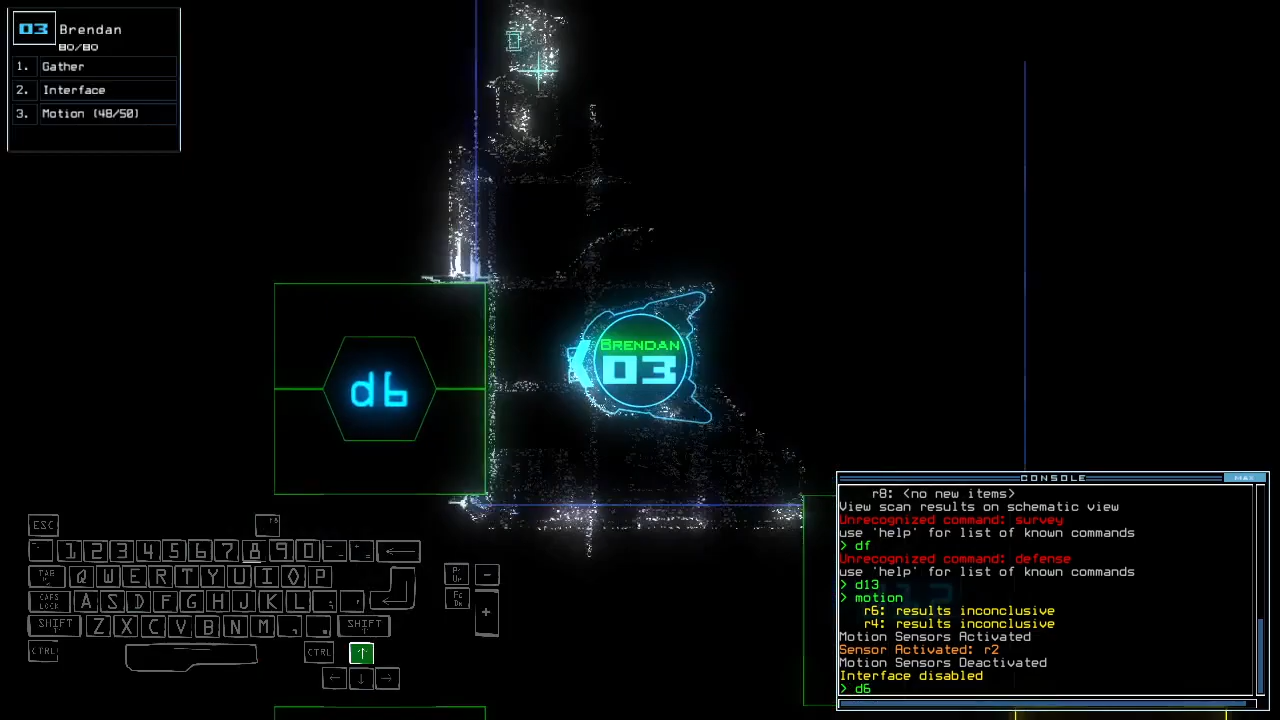 03 Brendan
80/80
1. Gather
2. Interface
3. Motion (48/50)
d6
BRENDAN
03
CONSOLE
MAX
r8: <no new items>
View scan results on schematic view
Unrecognized command: survey
use 'help' for list of known commands
> df
Unrecognized command: defense
use 'help' for list of known commands
> d13
> motion
r6: results inconclusive
r4: results inconclusive
Motion Sensors Activated
Sensor Activated: r2
Motion Sensors Deactivated
Interface disabled
> d6
ESC
1 2 3 4 5 6 7 8 9 0
TAB Q W E R T Y U I O P
CAPS LOCK A S D F G H J K L ;
SHIFT Z X C V B N M , . SHIFT
CTRL CTRL